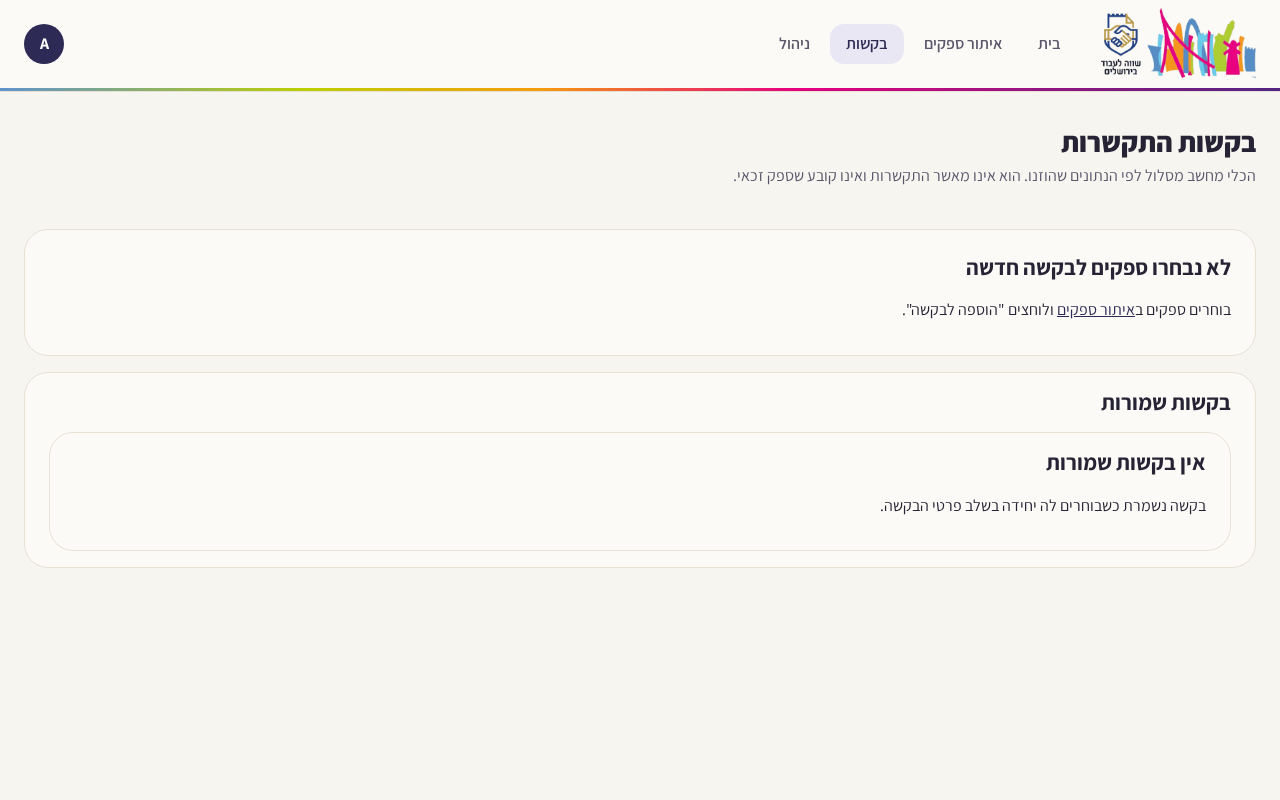 שווה לעבוד
בירושלים
בית
איתור ספקים
בקשות
ניהול
A
בקשות התקשרות
הכלי מחשב מסלול לפי הנתונים שהוזנו. הוא אינו מאשר התקשרות ואינו קובע שספק זכאי.
לא נבחרו ספקים לבקשה חדשה
בוחרים ספקים באיתור ספקים ולוחצים "הוספה לבקשה".
בקשות שמורות
אין בקשות שמורות
בקשה נשמרת כשבוחרים לה יחידה בשלב פרטי הבקשה.